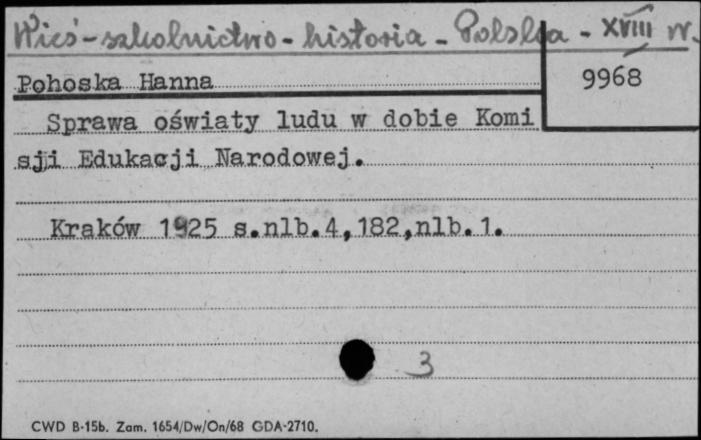 Wieś-szkolnictwo-historia-Polska-XVIII w.
Pohoska Hanna
9968
Sprawa oświaty ludu w dobie Komi
sji Edukacji Narodowej.
Kraków 1925 s.nlb.4,182,nlb.1.
3
CWD B-15b. Zam. 1654/Dw/On/68 GDA-2710.